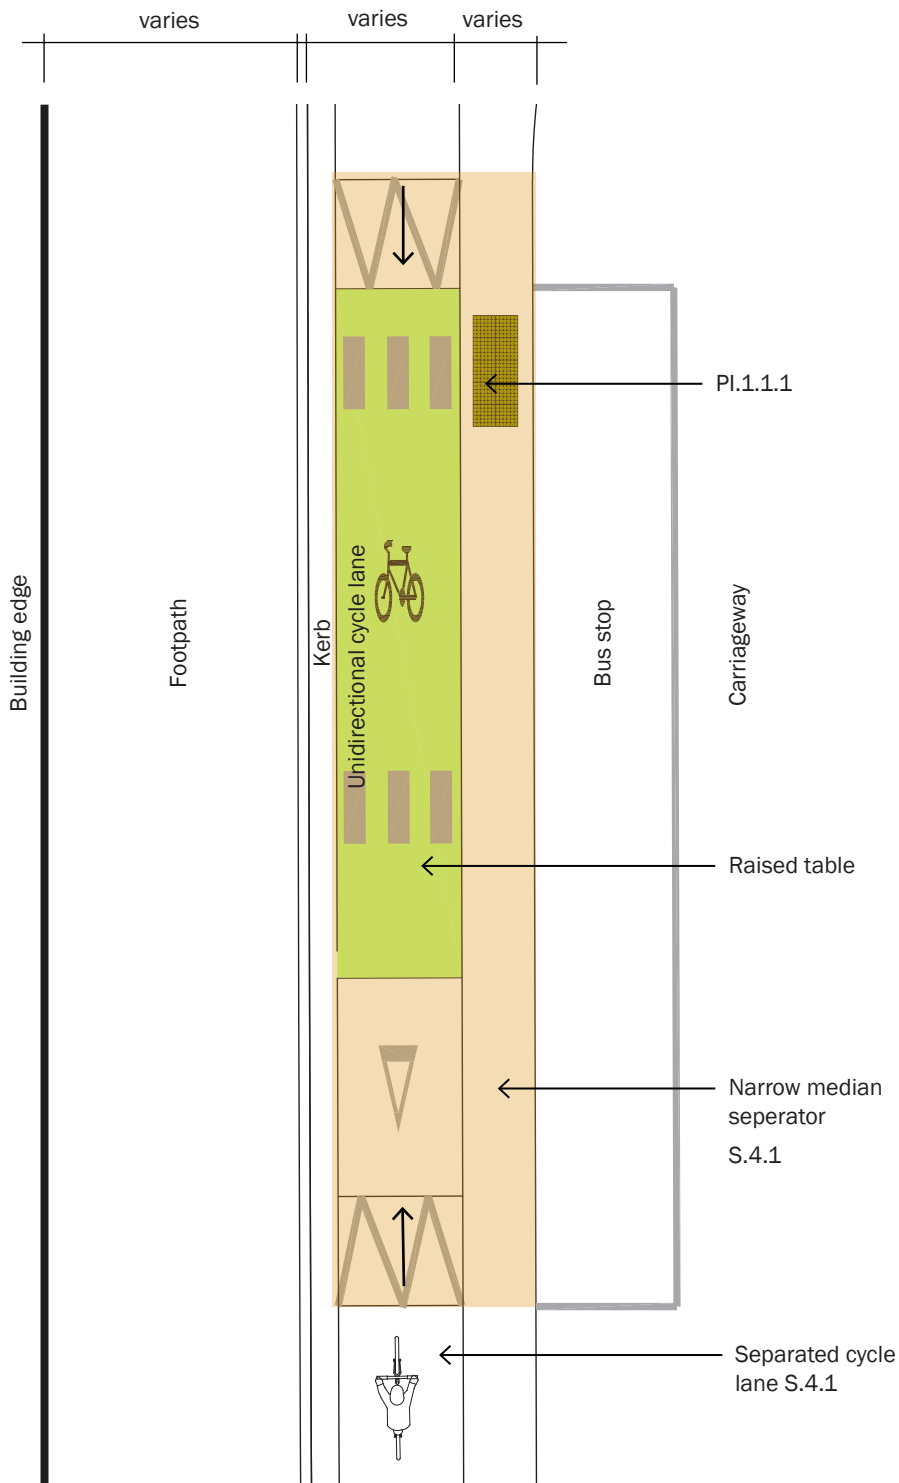 varies
varies
varies
PI.1.1.1
Building edge
Footpath
Kerb
Unidirectional cycle lane
Bus stop
Carriageway
Raised table
Narrow median
seperator
S.4.1
Separated cycle
lane S.4.1